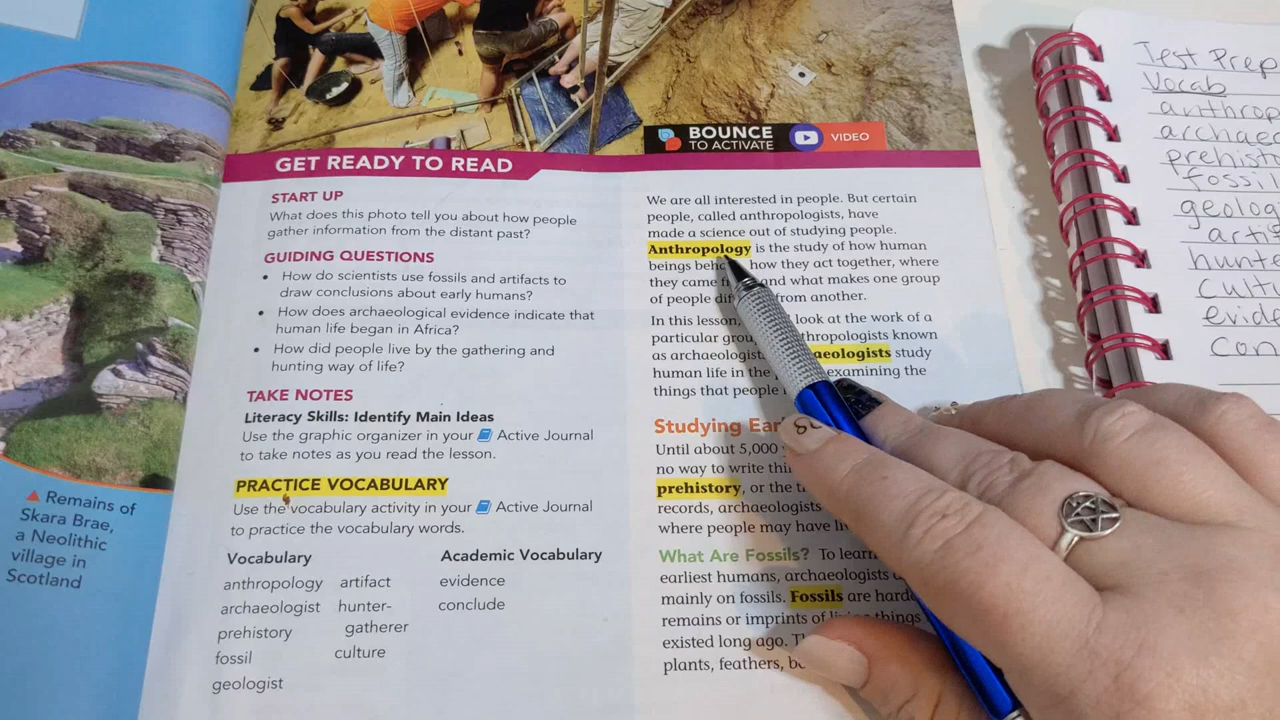 BOUNCE
TO ACTIVATE
VIDEO
GET READY TO READ
START UP
What does this photo tell you about how people
gather information from the distant past?
GUIDING QUESTIONS
• How do scientists use fossils and artifacts to
draw conclusions about early humans?
• How does archaeological evidence indicate that
human life began in Africa?
• How did people live by the gathering and
hunting way of life?
TAKE NOTES
Literacy Skills: Identify Main Ideas
Use the graphic organizer in your Active Journal
to take notes as you read the lesson.
PRACTICE VOCABULARY
Use the vocabulary activity in your Active Journal
to practice the vocabulary words.
Vocabulary
anthropology
archaeologist
prehistory
fossil
geologist
artifact
hunter-
gatherer
culture
Academic Vocabulary
evidence
conclude
We are all interested in people. But certain
people, called anthropologists, have
made a science out of studying people.
Anthropology is the study of how human
beings how they act together, where
they came and what makes one group
of people from another.
In this lesson, look at the work of a
particular known
as study
human life in the examining the
things that people
Studying
Until about 5,000
no way to write
prehistory, or the
records, archaeologists
where people may have
What Are Fossils? To learn
earliest humans, archaeologists
mainly on fossils. Fossils are
remains or imprints of things
existed long ago.
plants, feathers,
▲ Remains of
Skara Brae,
a Neolithic
village in
Scotland
Test Prep
Vocab